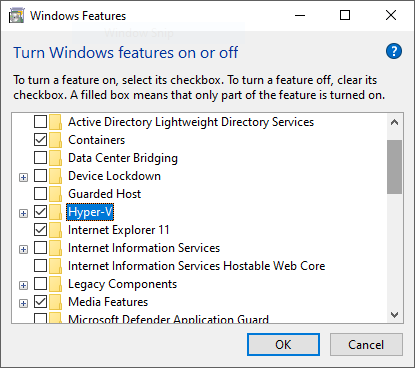 Windows Features
Turn Windows features on or off
To turn a feature on, select its checkbox. To turn a feature off, clear its
checkbox. A filled box means that only part of the feature is turned on.
Active Directory Lightweight Directory Services
Containers
Data Center Bridging
Device Lockdown
Guarded Host
Hyper-V
Internet Explorer 11
Internet Information Services
Internet Information Services Hostable Web Core
Legacy Components
Media Features
Microsoft Defender Application Guard
OK
Cancel